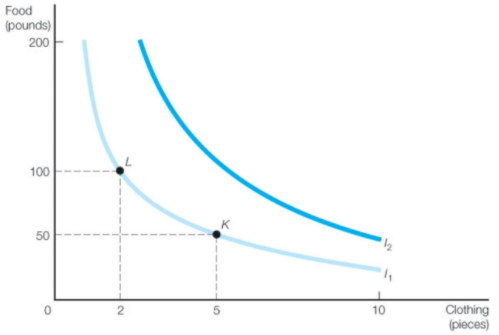 Food
(pounds)
200
L
100
K
50
I2
I1
0
2
5
10
Clothing
(pieces)